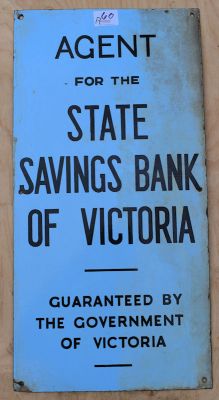 60
AGENT
FOR THE
STATE
SAVINGS BANK
OF VICTORIA
GUARANTEED BY
THE GOVERNMENT
OF VICTORIA